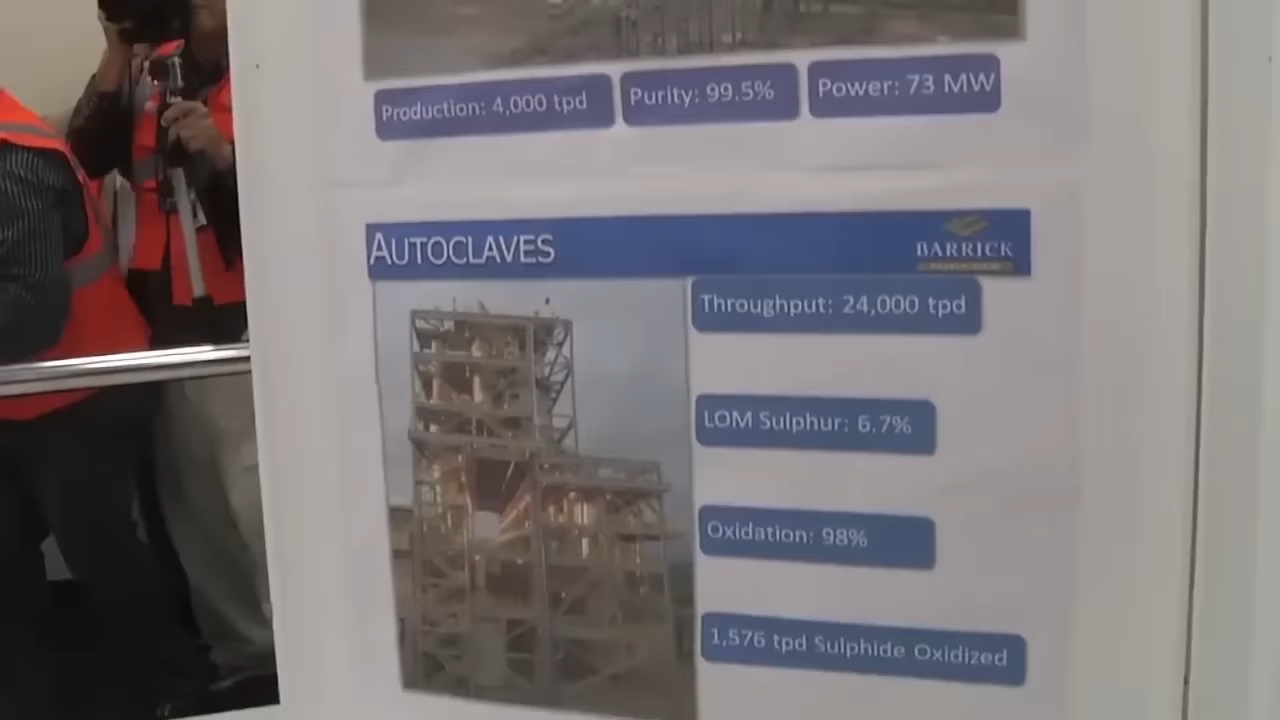 Production: 4,000 tpd
Purity: 99.5%
Power: 73 MW
AUTOCLAVES
BARRICK
Throughput: 24,000 tpd
LOM Sulphur: 6.7%
Oxidation: 98%
1,576 tpd Sulphide Oxidized